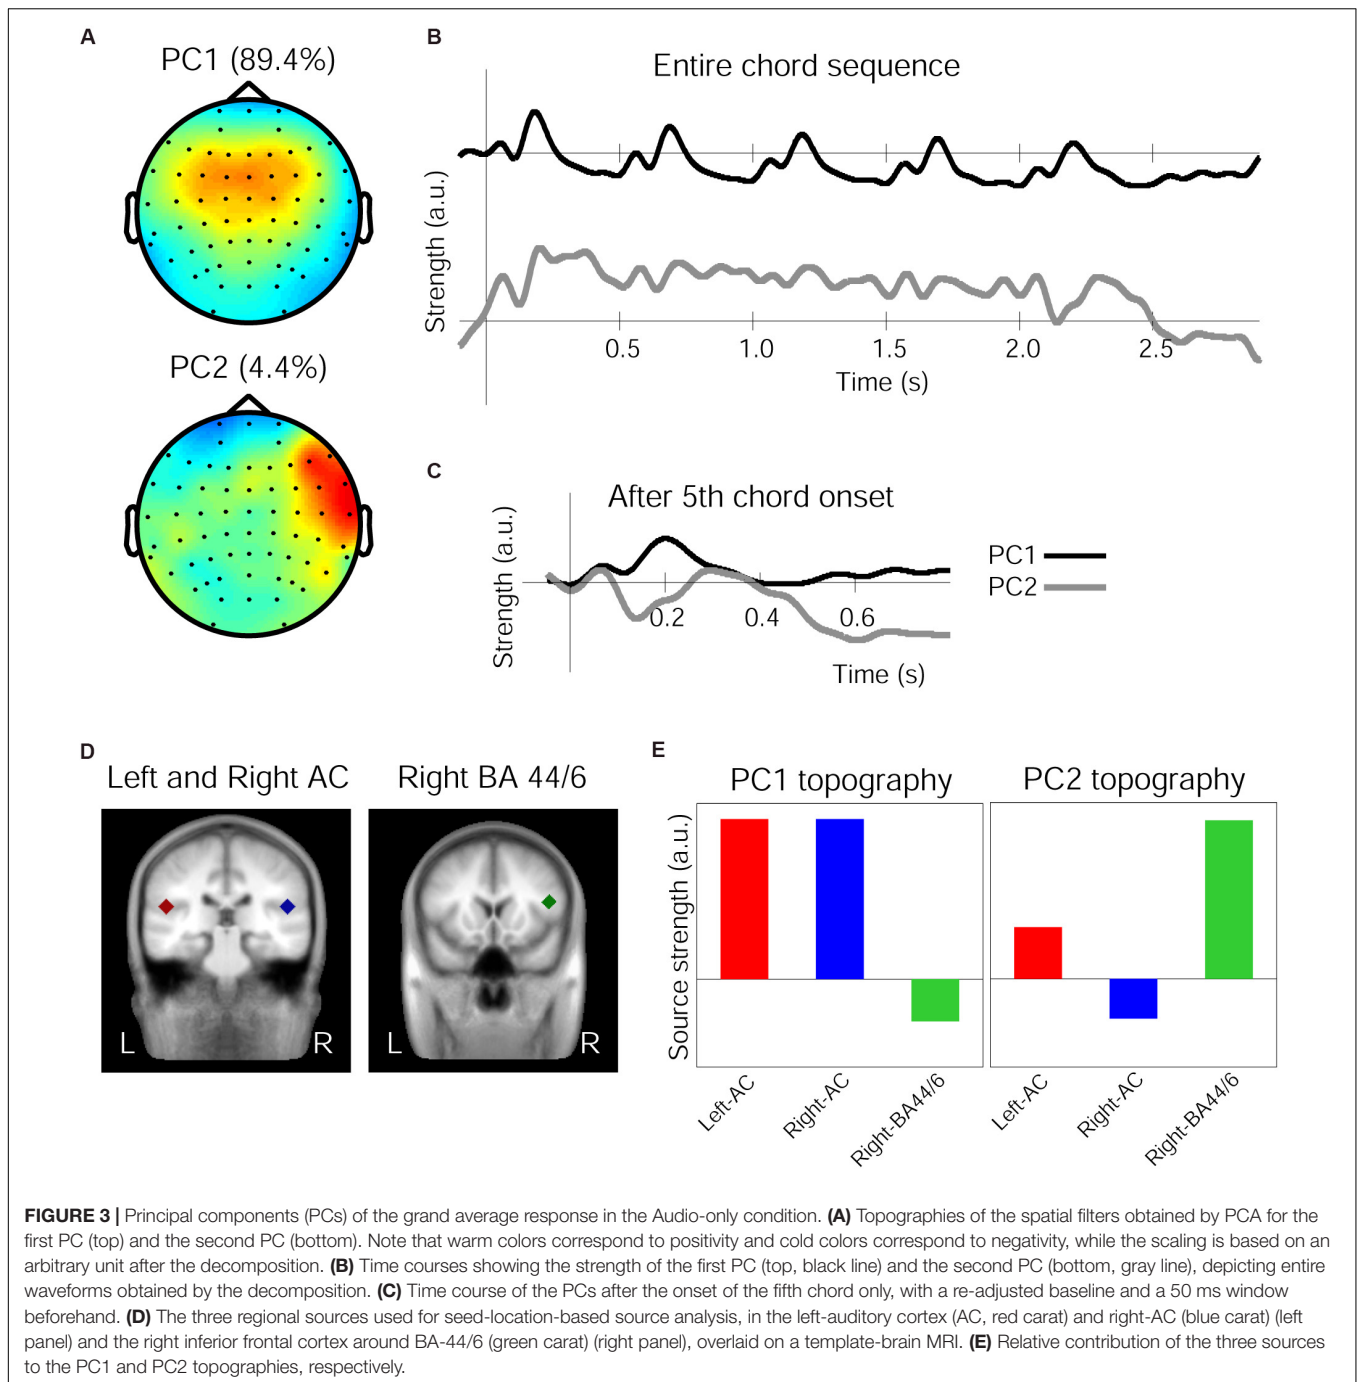 A
PC1 (89.4%)
PC2 (4.4%)
B
Entire chord sequence
Strength (a.u.)
0.5 1.0 1.5 2.0 2.5
Time (s)
C
After 5th chord onset
Strength (a.u.)
0.2 0.4 0.6
Time (s)
PC1
PC2
D
Left and Right AC
L R
Right BA 44/6
L R
E
PC1 topography
PC2 topography
Source strength (a.u.)
Left-AC
Right-AC
Right-BA44/6
Left-AC
Right-AC
Right-BA44/6
FIGURE 3 | Principal components (PCs) of the grand average response in the Audio-only condition. (A) Topographies of the spatial filters obtained by PCA for the
first PC (top) and the second PC (bottom). Note that warm colors correspond to positivity and cold colors correspond to negativity, while the scaling is based on an
arbitrary unit after the decomposition. (B) Time courses showing the strength of the first PC (top, black line) and the second PC (bottom, gray line), depicting entire
waveforms obtained by the decomposition. (C) Time course of the PCs after the onset of the fifth chord only, with a re-adjusted baseline and a 50 ms window
beforehand. (D) The three regional sources used for seed-location-based source analysis, in the left-auditory cortex (AC, red carat) and right-AC (blue carat) (left
panel) and the right inferior frontal cortex around BA-44/6 (green carat) (right panel), overlaid on a template-brain MRI. (E) Relative contribution of the three sources
to the PC1 and PC2 topographies, respectively.